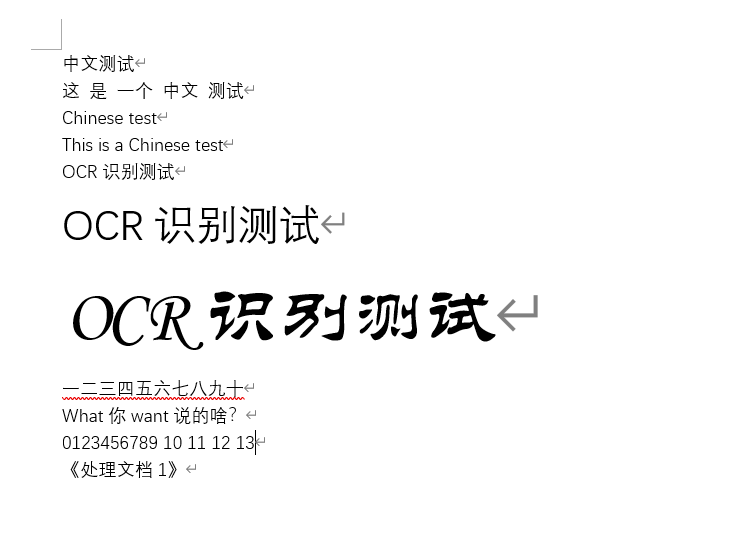 中文测试
这 是 一个 中文 测试
Chinese test
This is a Chinese test
OCR 识别测试
OCR 识别测试
OCR 识别测试
一二三四五六七八九十
What 你 want 说的啥？
0123456789 10 11 12 13
《处理文档 1》